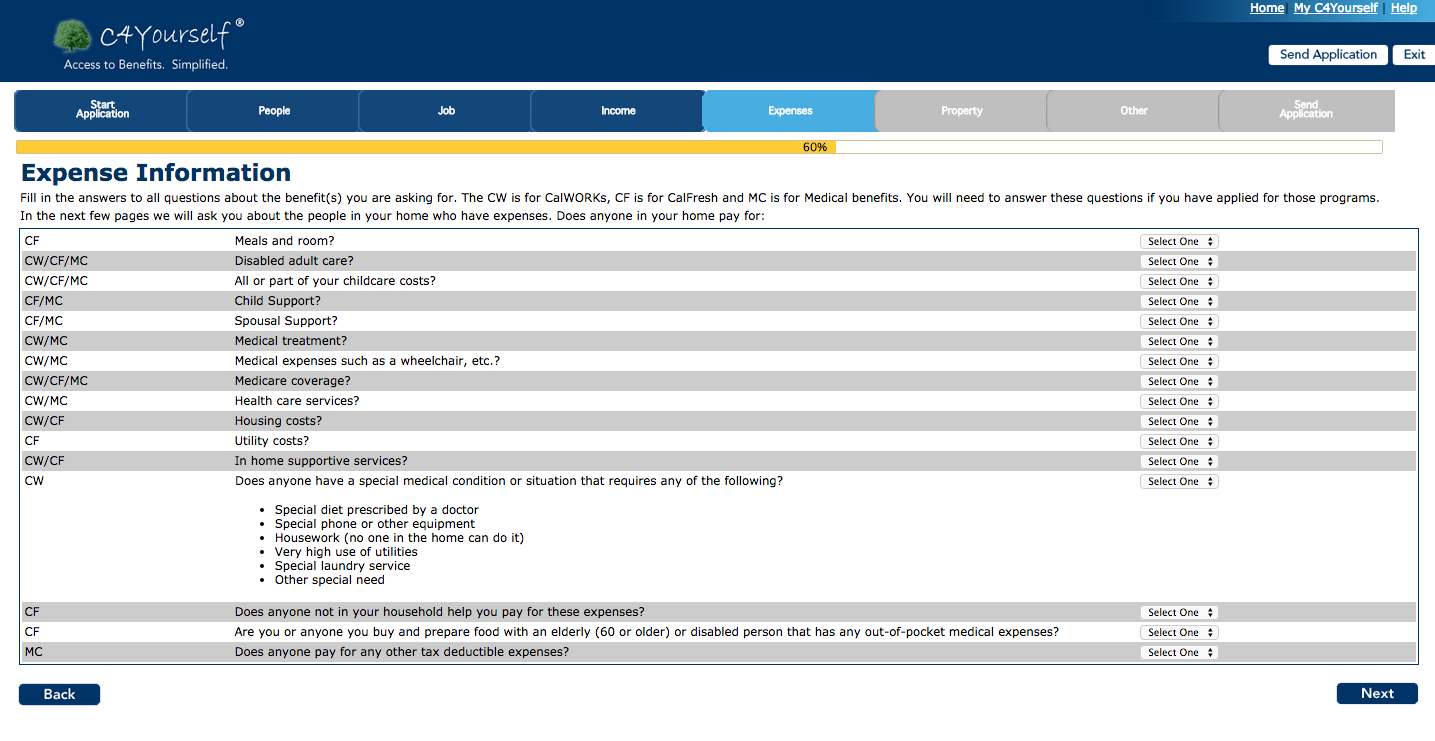 Home | My C4Yourself | Help
C4Yourself®
Access to Benefits. Simplified.
Send Application Exit
Start Application People Job Income Expenses Property Other Send Application
60%
Expense Information
Fill in the answers to all questions about the benefit(s) you are asking for. The CW is for CalWORKs, CF is for CalFresh and MC is for Medical benefits. You will need to answer these questions if you have applied for those programs.
In the next few pages we will ask you about the people in your home who have expenses. Does anyone in your home pay for:
CF Meals and room? Select One
CW/CF/MC Disabled adult care? Select One
CW/CF/MC All or part of your childcare costs? Select One
CF/MC Child Support? Select One
CF/MC Spousal Support? Select One
CW/MC Medical treatment? Select One
CW/MC Medical expenses such as a wheelchair, etc.? Select One
CW/CF/MC Medicare coverage? Select One
CW/MC Health care services? Select One
CW/CF Housing costs? Select One
CF Utility costs? Select One
CW/CF In home supportive services? Select One
CW Does anyone have a special medical condition or situation that requires any of the following? Select One
• Special diet prescribed by a doctor
• Special phone or other equipment
• Housework (no one in the home can do it)
• Very high use of utilities
• Special laundry service
• Other special need
CF Does anyone not in your household help you pay for these expenses? Select One
CF Are you or anyone you buy and prepare food with an elderly (60 or older) or disabled person that has any out-of-pocket medical expenses? Select One
MC Does anyone pay for any other tax deductible expenses? Select One
Back Next